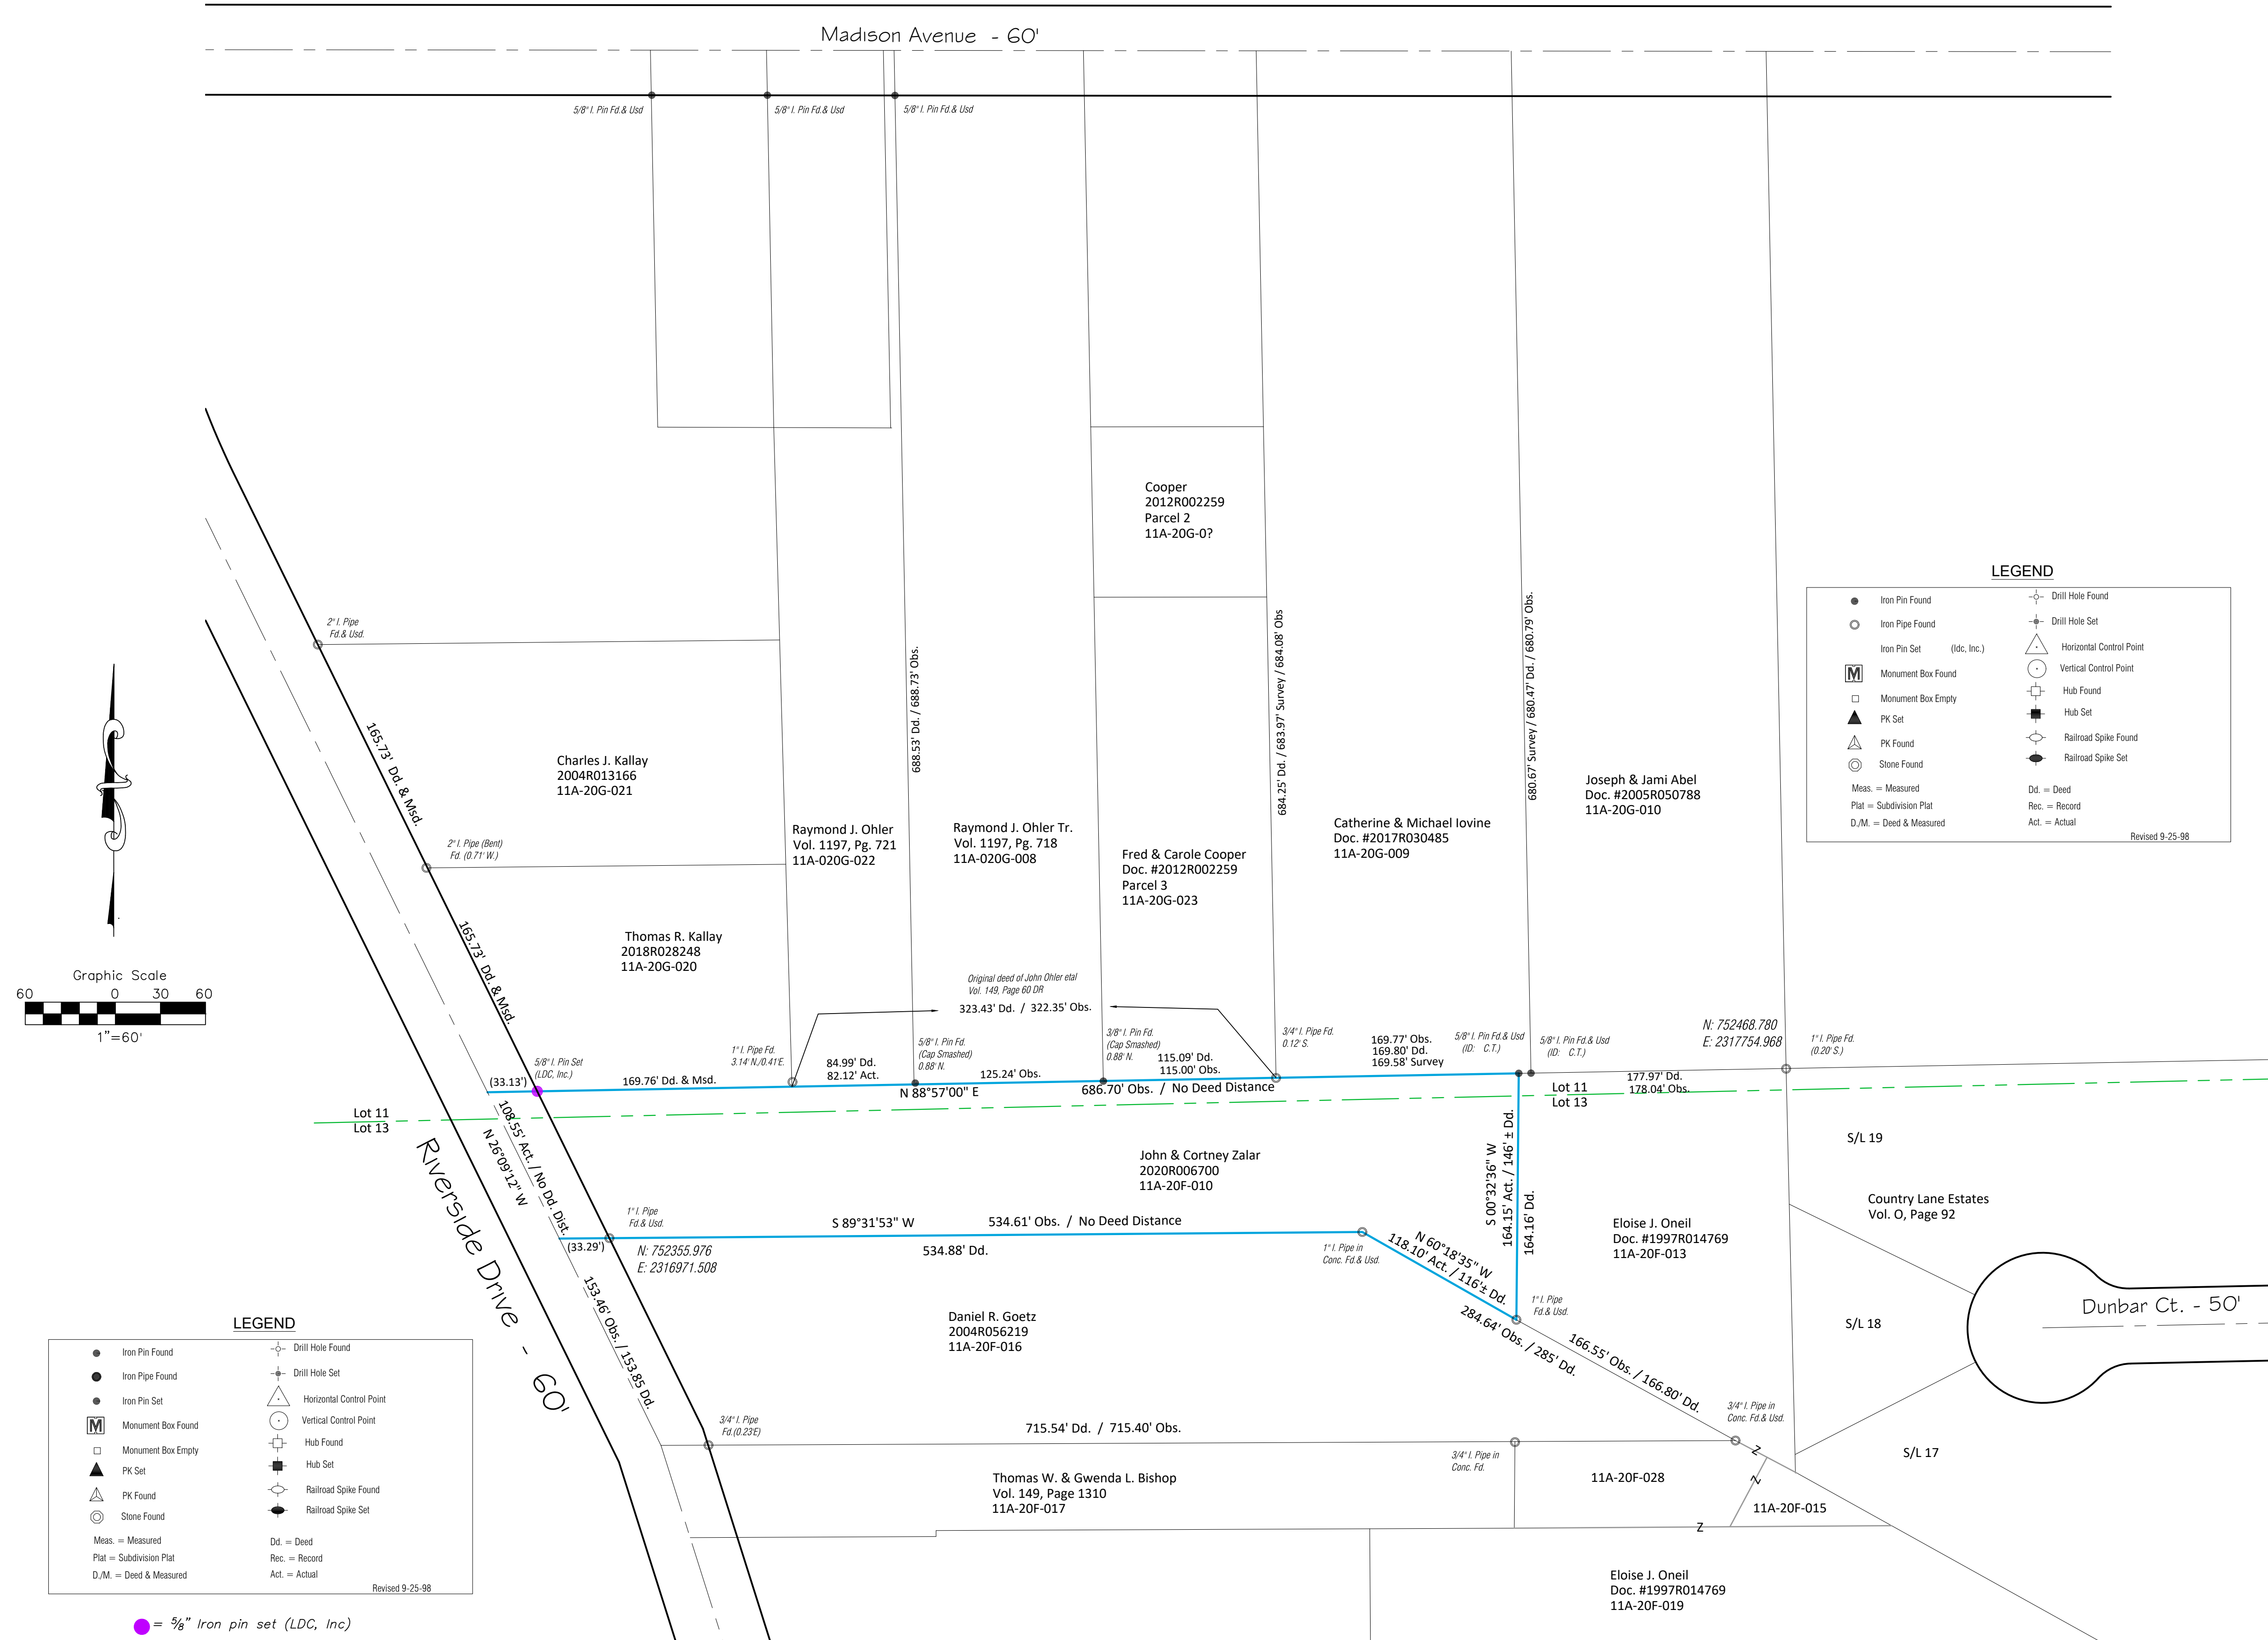 Madison Avenue - 60'
5/8" I. Pin Fd.& Usd
5/8" I. Pin Fd.& Usd
5/8" I. Pin Fd.& Usd
Cooper
2012R002259
Parcel 2
11A-20G-0?
2" I. Pipe
Fd.& Usd.
165.73' Dd. & Msd.
Charles J. Kallay
2004R013166
11A-20G-021
688.53' Dd. / 688.73' Obs.
684.25' Dd. / 683.97' Survey / 684.08' Obs
680.67' Survey / 680.47' Dd. / 680.79' Obs.
Joseph & Jami Abel
Doc. #2005R050788
11A-20G-010
LEGEND
Iron Pin Found
Drill Hole Found
Iron Pipe Found
Drill Hole Set
Iron Pin Set (ldc, Inc.)
Horizontal Control Point
M Monument Box Found
Vertical Control Point
Monument Box Empty
Hub Found
PK Set
Hub Set
PK Found
Railroad Spike Found
Stone Found
Railroad Spike Set
Meas. = Measured
Dd. = Deed
Plat = Subdivision Plat
Rec. = Record
D./M. = Deed & Measured
Act. = Actual
Revised 9-25-98
2" I. Pipe (Bent)
Fd. (0.71' W.)
Raymond J. Ohler
Vol. 1197, Pg. 721
11A-020G-022
Raymond J. Ohler Tr.
Vol. 1197, Pg. 718
11A-020G-008
Fred & Carole Cooper
Doc. #2012R002259
Parcel 3
11A-20G-023
Catherine & Michael Iovine
Doc. #2017R030485
11A-20G-009
165.73' Dd. & Msd.
Thomas R. Kallay
2018R028248
11A-20G-020
Graphic Scale
60 0 30 60
1"=60'
Original deed of John Ohler etal
Vol. 149, Page 60 DR
323.43' Dd. / 322.35' Obs.
5/8" I. Pin Set
(LDC, Inc.)
(33.13')
169.76' Dd. & Msd.
1" I. Pipe Fd.
3.14' N./0.41'E.
84.99' Dd.
82.12' Act.
5/8" I. Pin Fd.
(Cap Smashed)
0.88' N.
125.24' Obs.
3/8" I. Pin Fd.
(Cap Smashed)
0.88' N.
115.09' Dd.
115.00' Obs.
3/4" I. Pipe Fd.
0.12' S.
169.77' Obs.
169.80' Dd.
169.58' Survey
5/8" I. Pin Fd.& Usd
(ID: C.T.)
5/8" I. Pin Fd.& Usd
(ID: C.T.)
N: 752468.780
E: 2317754.968
1" I. Pipe Fd.
(0.20' S.)
N 88°57'00" E
686.70' Obs. / No Deed Distance
Lot 11
Lot 13
177.97' Dd.
178.04' Obs.
Lot 11
Lot 13
108.55' Act. / No Dd. Dist.
N 26°09'12" W
Riverside Drive - 60'
John & Cortney Zalar
2020R006700
11A-20F-010
S 00°32'36" W
164.15' Act. / 146' ± Dd.
164.16' Dd.
S/L 19
Country Lane Estates
Vol. O, Page 92
1" I. Pipe
Fd.& Usd.
(33.29')
N: 752355.976
E: 2316971.508
S 89°31'53" W
534.61' Obs. / No Deed Distance
534.88' Dd.
1" I. Pipe in
Conc. Fd.& Usd.
N 60°18'35" W
118.10' Act. / 116'± Dd.
284.64' Obs. / 285' Dd.
Eloise J. Oneil
Doc. #1997R014769
11A-20F-013
1" I. Pipe
Fd.& Usd.
153.46' Obs. / 153.85 Dd.
Daniel R. Goetz
2004R056219
11A-20F-016
166.55' Obs. / 166.80' Dd.
S/L 18
Dunbar Ct. - 50'
3/4" I. Pipe
Fd.(0.23'E)
715.54' Dd. / 715.40' Obs.
3/4" I. Pipe in
Conc. Fd.& Usd.
3/4" I. Pipe in
Conc. Fd.
Z
Z
Z
S/L 17
Thomas W. & Gwenda L. Bishop
Vol. 149, Page 1310
11A-20F-017
11A-20F-028
11A-20F-015
Eloise J. Oneil
Doc. #1997R014769
11A-20F-019
LEGEND
Iron Pin Found
Drill Hole Found
Iron Pipe Found
Drill Hole Set
Iron Pin Set
Horizontal Control Point
M Monument Box Found
Vertical Control Point
Monument Box Empty
Hub Found
PK Set
Hub Set
PK Found
Railroad Spike Found
Stone Found
Railroad Spike Set
Meas. = Measured
Dd. = Deed
Plat = Subdivision Plat
Rec. = Record
D./M. = Deed & Measured
Act. = Actual
Revised 9-25-98
= 5/8" Iron pin set (LDC, Inc)